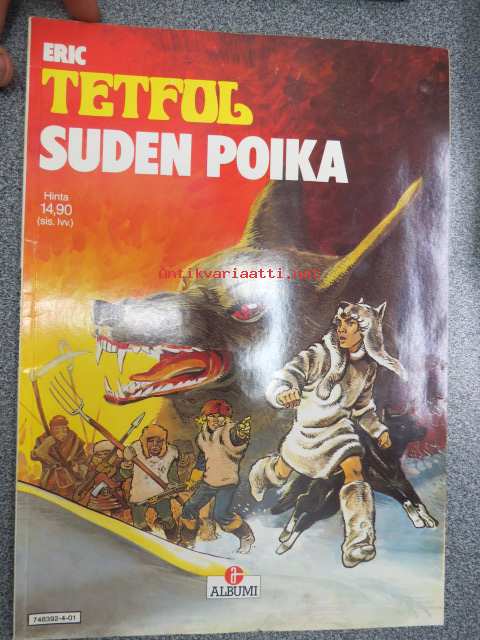 ERIC
TETFOL
SUDEN POIKA
Hinta
14,90
(sis. lvv.)
antikvariaatti.net
a
ALBUMI
748392-4-01